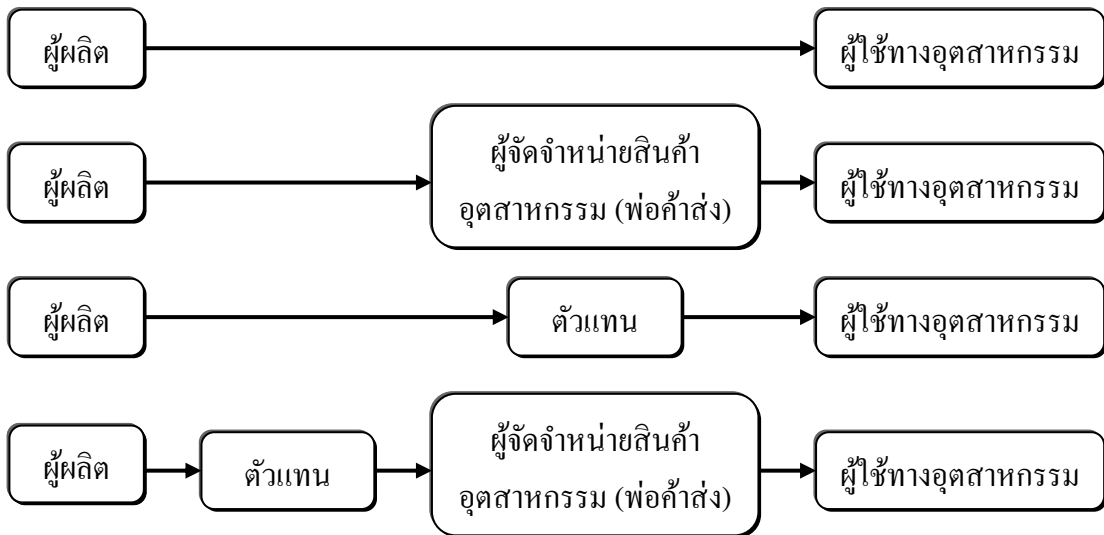 ผู้ผลิต
ผู้ใช้ทางอุตสาหกรรม
ผู้ผลิต
ผู้จัดจำหน่ายสินค้า
อุตสาหกรรม (พ่อค้าส่ง)
ผู้ใช้ทางอุตสาหกรรม
ผู้ผลิต
ตัวแทน
ผู้ใช้ทางอุตสาหกรรม
ผู้ผลิต
ตัวแทน
ผู้จัดจำหน่ายสินค้า
อุตสาหกรรม (พ่อค้าส่ง)
ผู้ใช้ทางอุตสาหกรรม